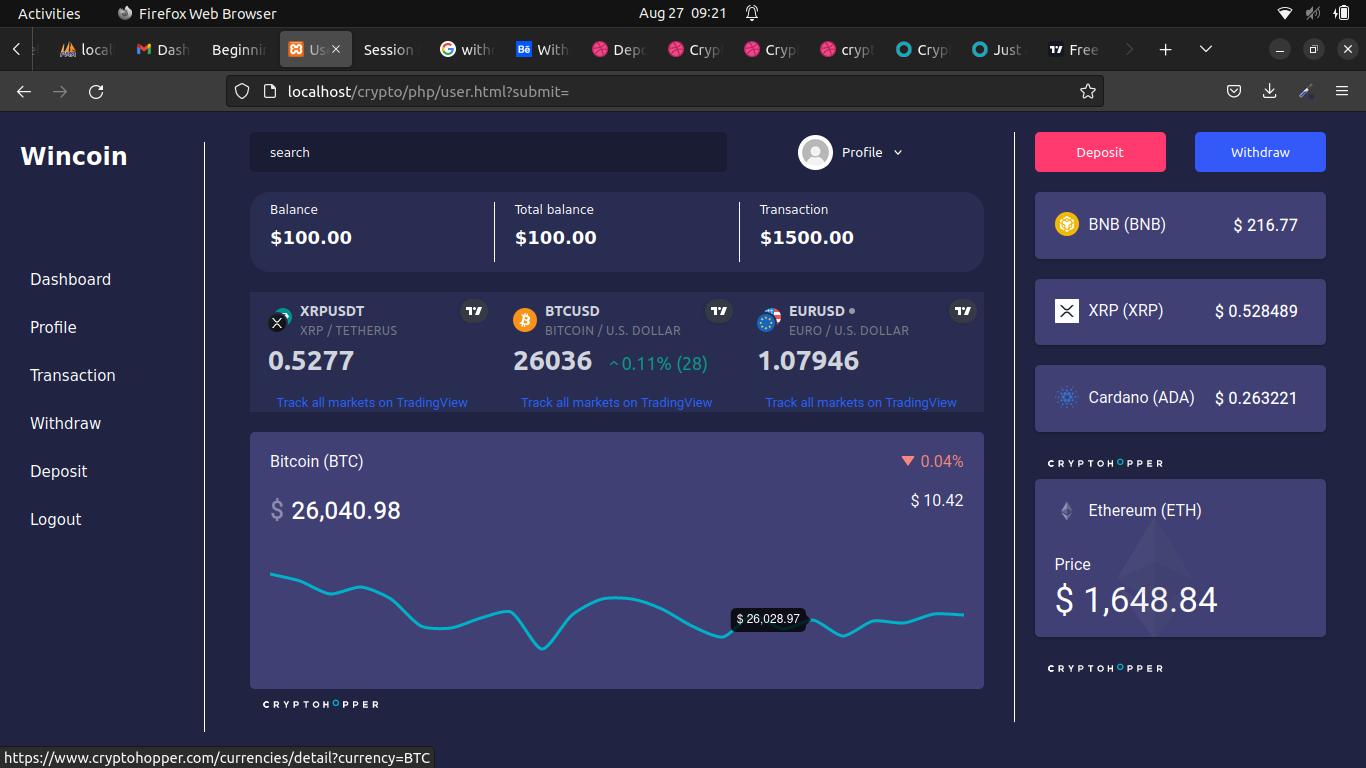 Activities Firefox Web Browser Aug 27 09:21
local Dash Beginnin Us Session with With Depo Cryp Cryp crypt Cryp Just Free
localhost/crypto/php/user.html?submit=
Wincoin
Dashboard
Profile
Transaction
Withdraw
Deposit
Logout
search
Profile
Balance
$100.00
Total balance
$100.00
Transaction
$1500.00
XRPUSDT
XRP / TETHERUS
0.5277
Track all markets on TradingView
BTCUSD
BITCOIN / U.S. DOLLAR
26036 0.11% (28)
Track all markets on TradingView
EURUSD
EURO / U.S. DOLLAR
1.07946
Track all markets on TradingView
Bitcoin (BTC) 0.04%
$ 26,040.98 $ 10.42
$ 26,028.97
CRYPTOHOPPER
Deposit Withdraw
BNB (BNB) $ 216.77
XRP (XRP) $ 0.528489
Cardano (ADA) $ 0.263221
CRYPTOHOPPER
Ethereum (ETH)
Price
$ 1,648.84
CRYPTOHOPPER
https://www.cryptohopper.com/currencies/detail?currency=BTC